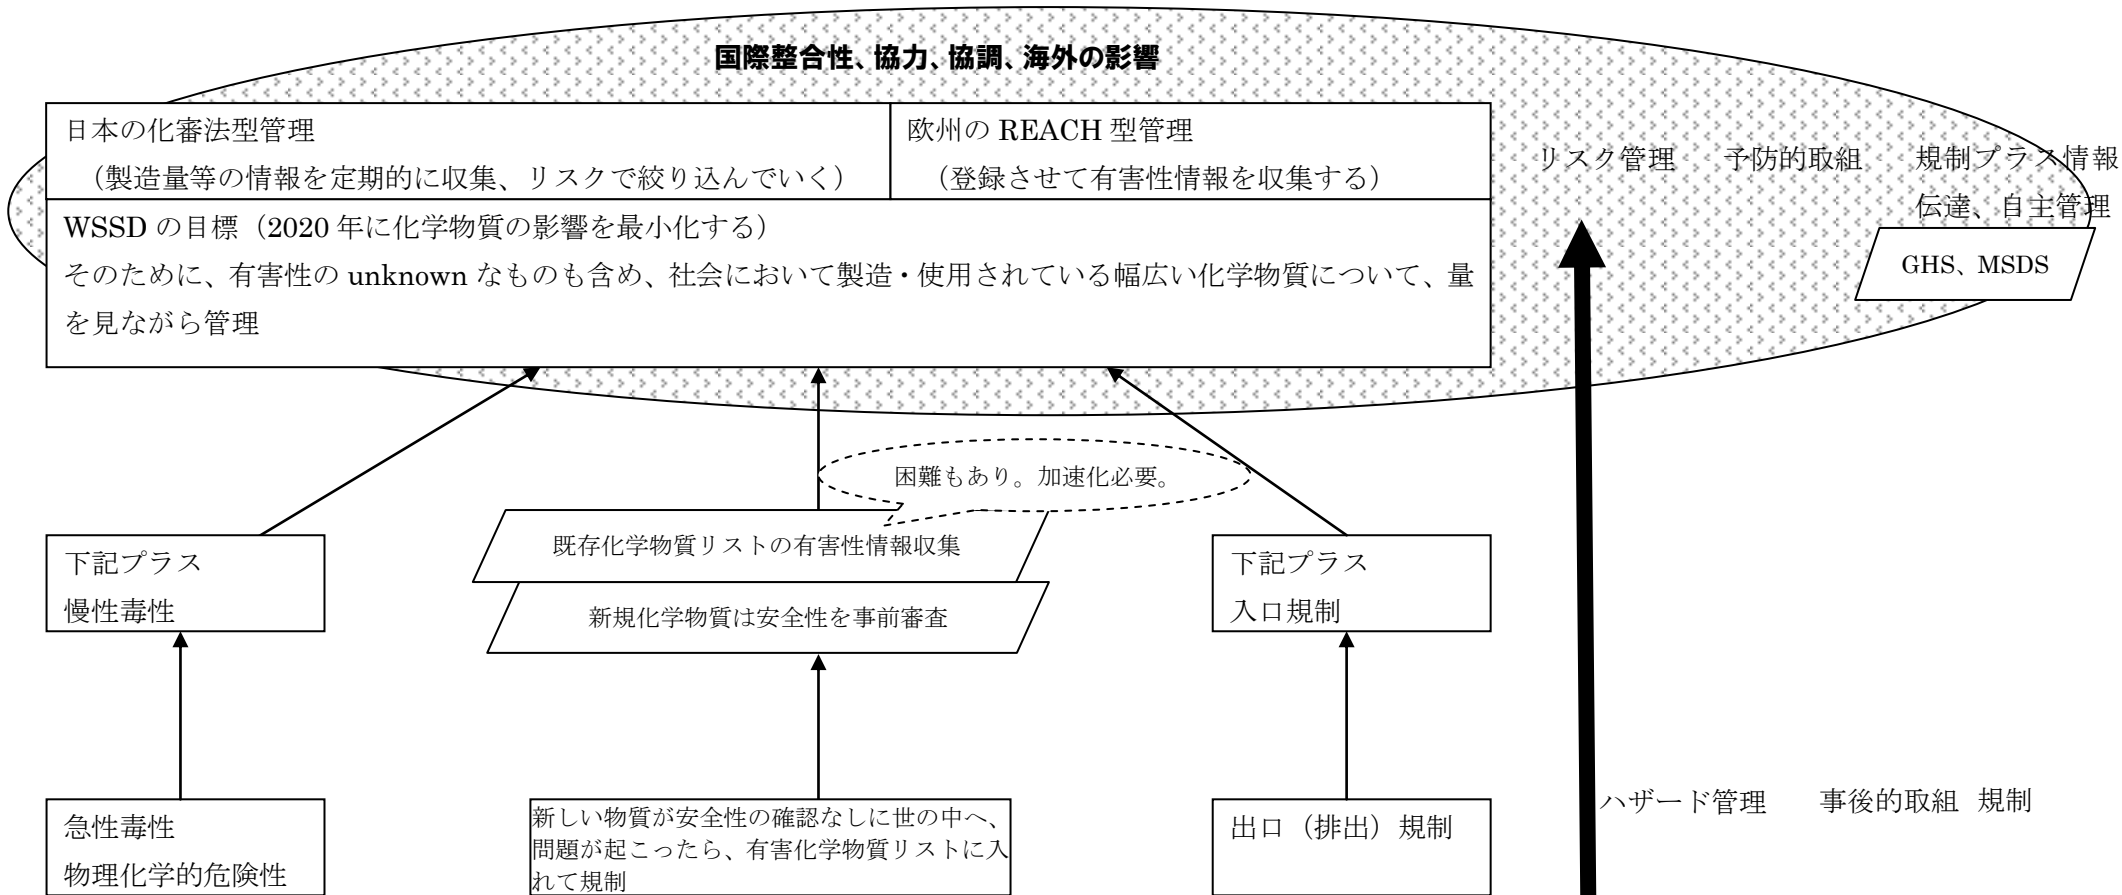 国際整合性、協力、協調、海外の影響
日本の化審法型管理
（製造量等の情報を定期的に収集、リスクで絞り込んでいく）
欧州の REACH 型管理
（登録させて有害性情報を収集する）
リスク管理　予防的取組　規制プラス情報
伝達、自主管理
GHS、MSDS
WSSD の目標（2020 年に化学物質の影響を最小化する）
そのために、有害性の unknown なものも含め、社会において製造・使用されている幅広い化学物質について、量
を見ながら管理
困難もあり。加速化必要。
下記プラス
慢性毒性
既存化学物質リストの有害性情報収集
新規化学物質は安全性を事前審査
下記プラス
入口規制
急性毒性
物理化学的危険性
新しい物質が安全性の確認なしに世の中へ、
問題が起こったら、有害化学物質リストに入
れて規制
出口（排出）規制
ハザード管理　事後的取組　規制